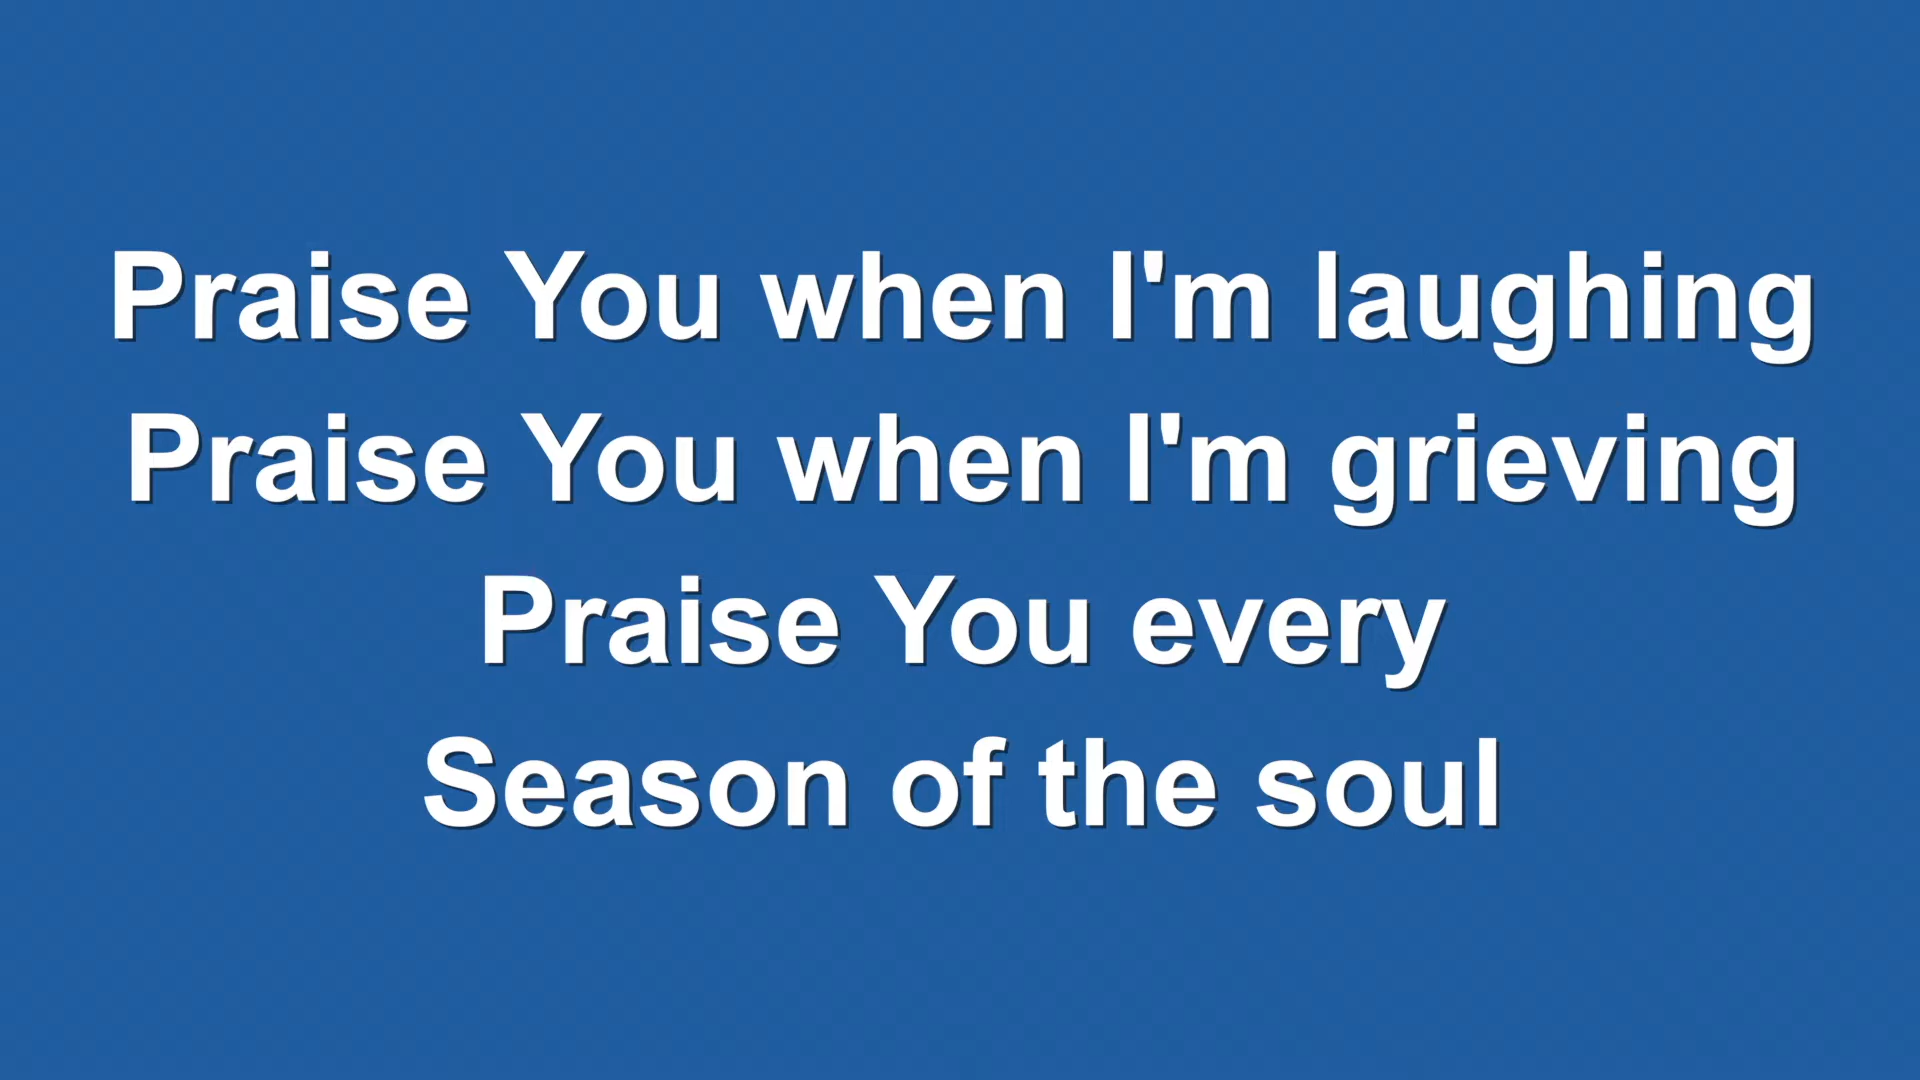 Praise You when I'm laughing
Praise You when I'm grieving
Praise You every
Season of the soul